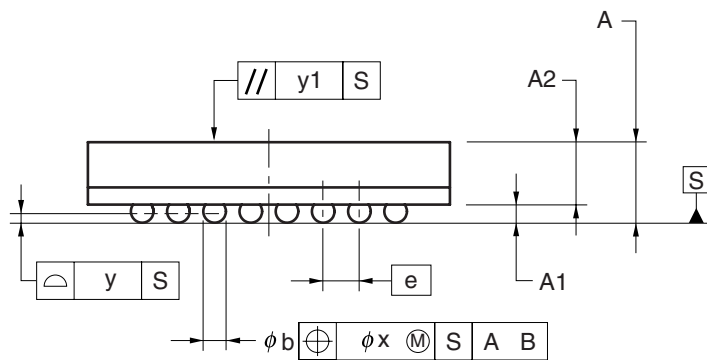 A
// y1 S
A2
S
⌓ y S
e
A1
ϕb ⌖ ϕx Ⓜ S A B